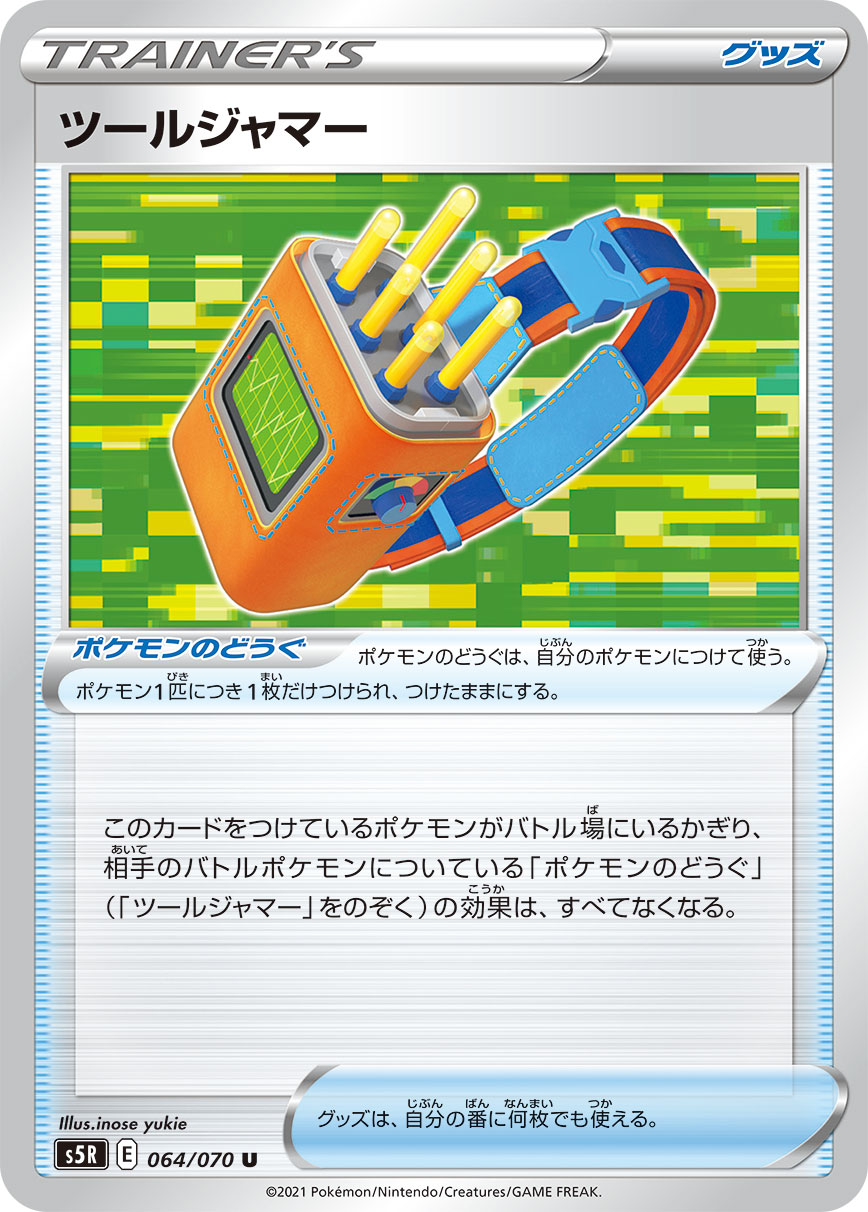 TRAINER'S グッズ
ツールジャマー
ポケモンのどうぐ ポケモンのどうぐは、自分のポケモンにつけて使う。
ポケモン1匹につき1枚だけつけられ、つけたままにする。
このカードをつけているポケモンがバトル場にいるかぎり、
相手のバトルポケモンについている「ポケモンのどうぐ」
(「ツールジャマー」をのぞく)の効果は、すべてなくなる。
Illus.inose yukie
グッズは、自分の番に何枚でも使える。
s5R E 064/070 U
©2021 Pokémon/Nintendo/Creatures/GAME FREAK.